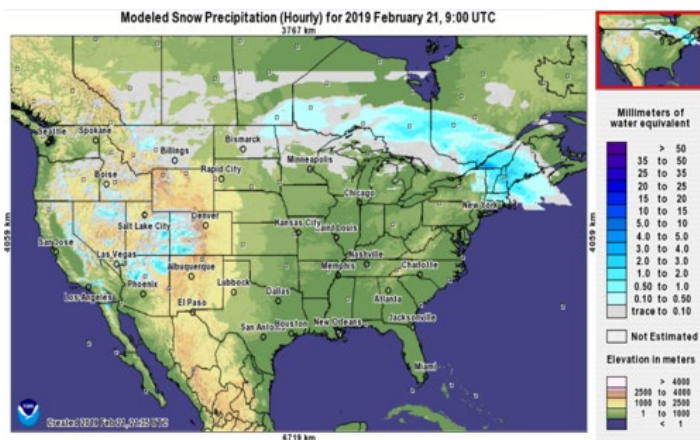 Modeled Snow Precipitation (Hourly) for 2019 February 21, 9:00 UTC
3767 km
4059 km
4059 km
6719 km
Seattle
Spokane
Billings
Bismarck
Minneapolis
Boise
Rapid City
Chicago
New York
Salt Lake City
Denver
Kansas City
Saint Louis
San Jose
Las Vegas
Nashville
Los Angeles
Phoenix
Albuquerque
Lubbock
Memphis
Charlotte
El Paso
Dallas
Atlanta
San Antonio
Houston
New Orleans
Jacksonville
Miami
Millimeters of
water equivalent
> 50
35 to 50
25 to 35
20 to 25
15 to 20
10 to 15
5.0 to 10
4.0 to 5.0
3.0 to 4.0
2.0 to 3.0
1.0 to 2.0
0.50 to 1.0
0.10 to 0.50
trace to 0.10
Not Estimated
Elevation in meters
> 4000
2500 to 4000
1000 to 2500
1 to 1000
< 1